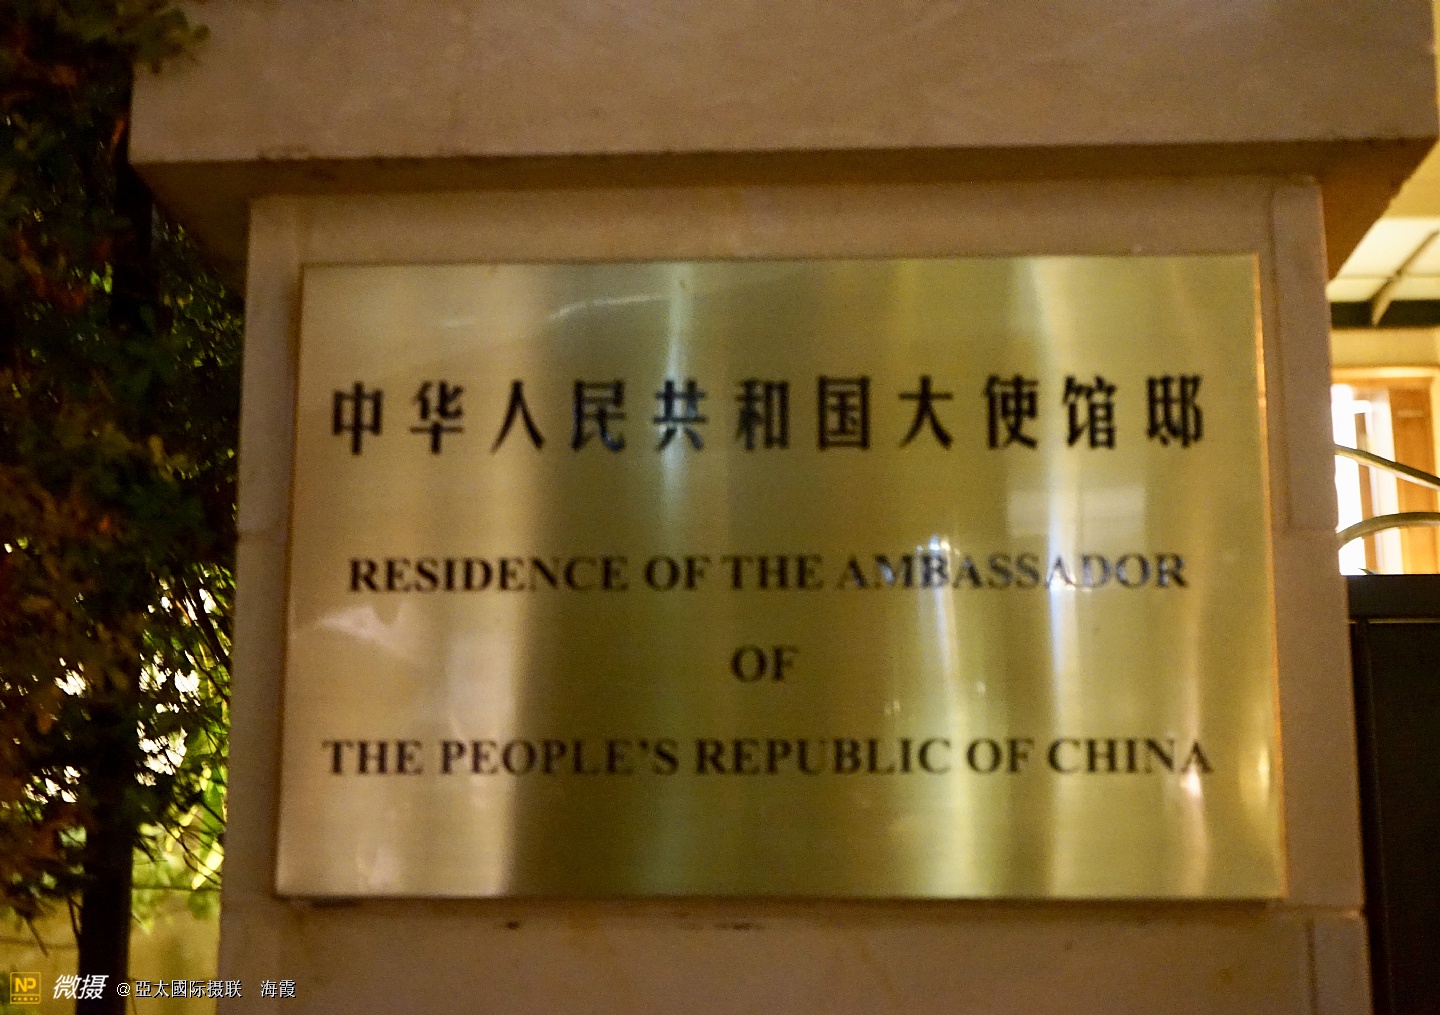 中华人民共和国大使馆邸
RESIDENCE OF THE AMBASSADOR
OF
THE PEOPLE'S REPUBLIC OF CHINA
NP 微摄 @亞太國际摄联 海霞